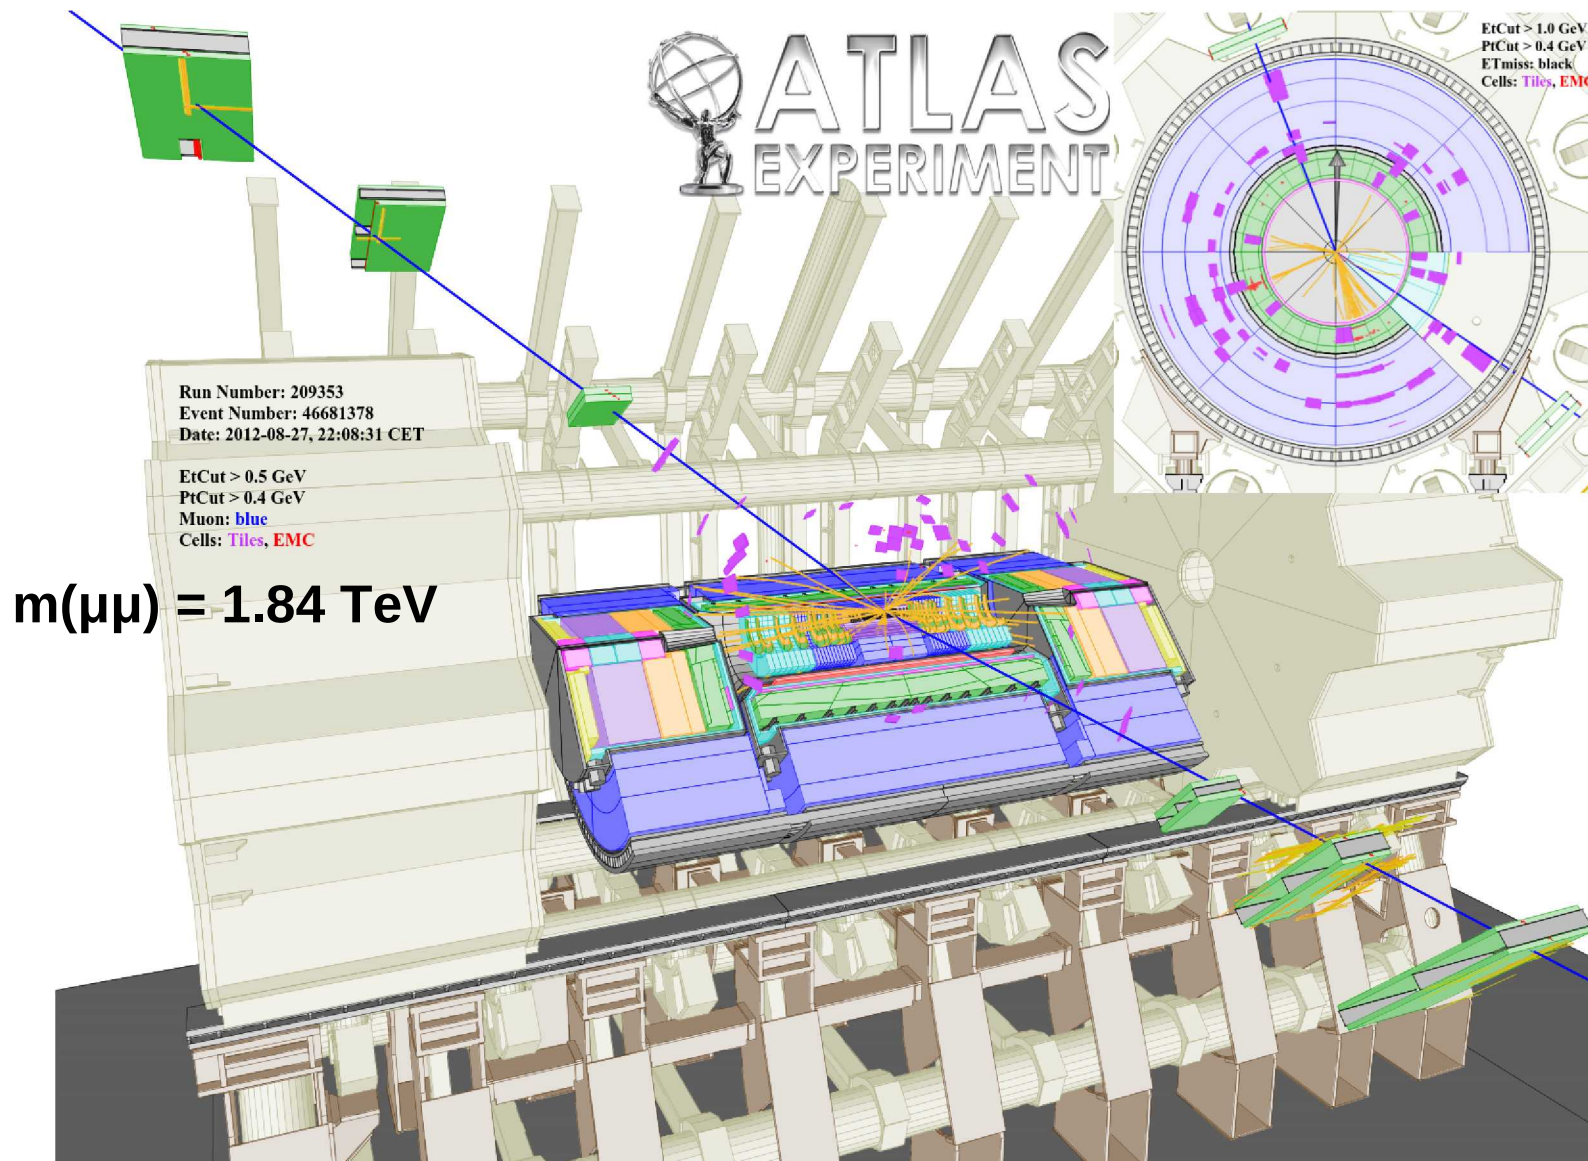 ATLAS
EXPERIMENT
EtCut > 1.0 GeV
PtCut > 0.4 GeV
ETmiss: black
Cells: Tiles, EMC
Run Number: 209353
Event Number: 46681378
Date: 2012-08-27, 22:08:31 CET
EtCut > 0.5 GeV
PtCut > 0.4 GeV
Muon: blue
Cells: Tiles, EMC
m(μμ) = 1.84 TeV